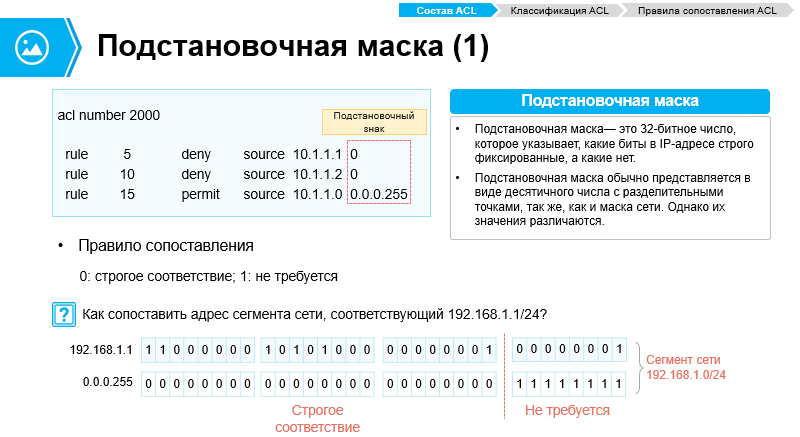 Состав ACL
Классификация ACL
Правила сопоставления ACL
Подстановочная маска (1)
acl number 2000
Подстановочный
знак
rule 5 deny source 10.1.1.1 0
rule 10 deny source 10.1.1.2 0
rule 15 permit source 10.1.1.0 0.0.0.255
Подстановочная маска
• Подстановочная маска— это 32-битное число,
которое указывает, какие биты в IP-адресе строго
фиксированные, а какие нет.
• Подстановочная маска обычно представляется в
виде десятичного числа с разделительными
точками, так же, как и маска сети. Однако их
значения различаются.
• Правило сопоставления
0: строгое соответствие; 1: не требуется
? Как сопоставить адрес сегмента сети, соответствующий 192.168.1.1/24?
192.168.1.1 1 1 0 0 0 0 0 0 1 0 1 0 1 0 0 0 0 0 0 0 0 0 0 1 0 0 0 0 0 0 0 1
0.0.0.255 0 0 0 0 0 0 0 0 0 0 0 0 0 0 0 0 0 0 0 0 0 0 0 0 1 1 1 1 1 1 1 1
Сегмент сети
192.168.1.0/24
Строгое
соответствие
Не требуется